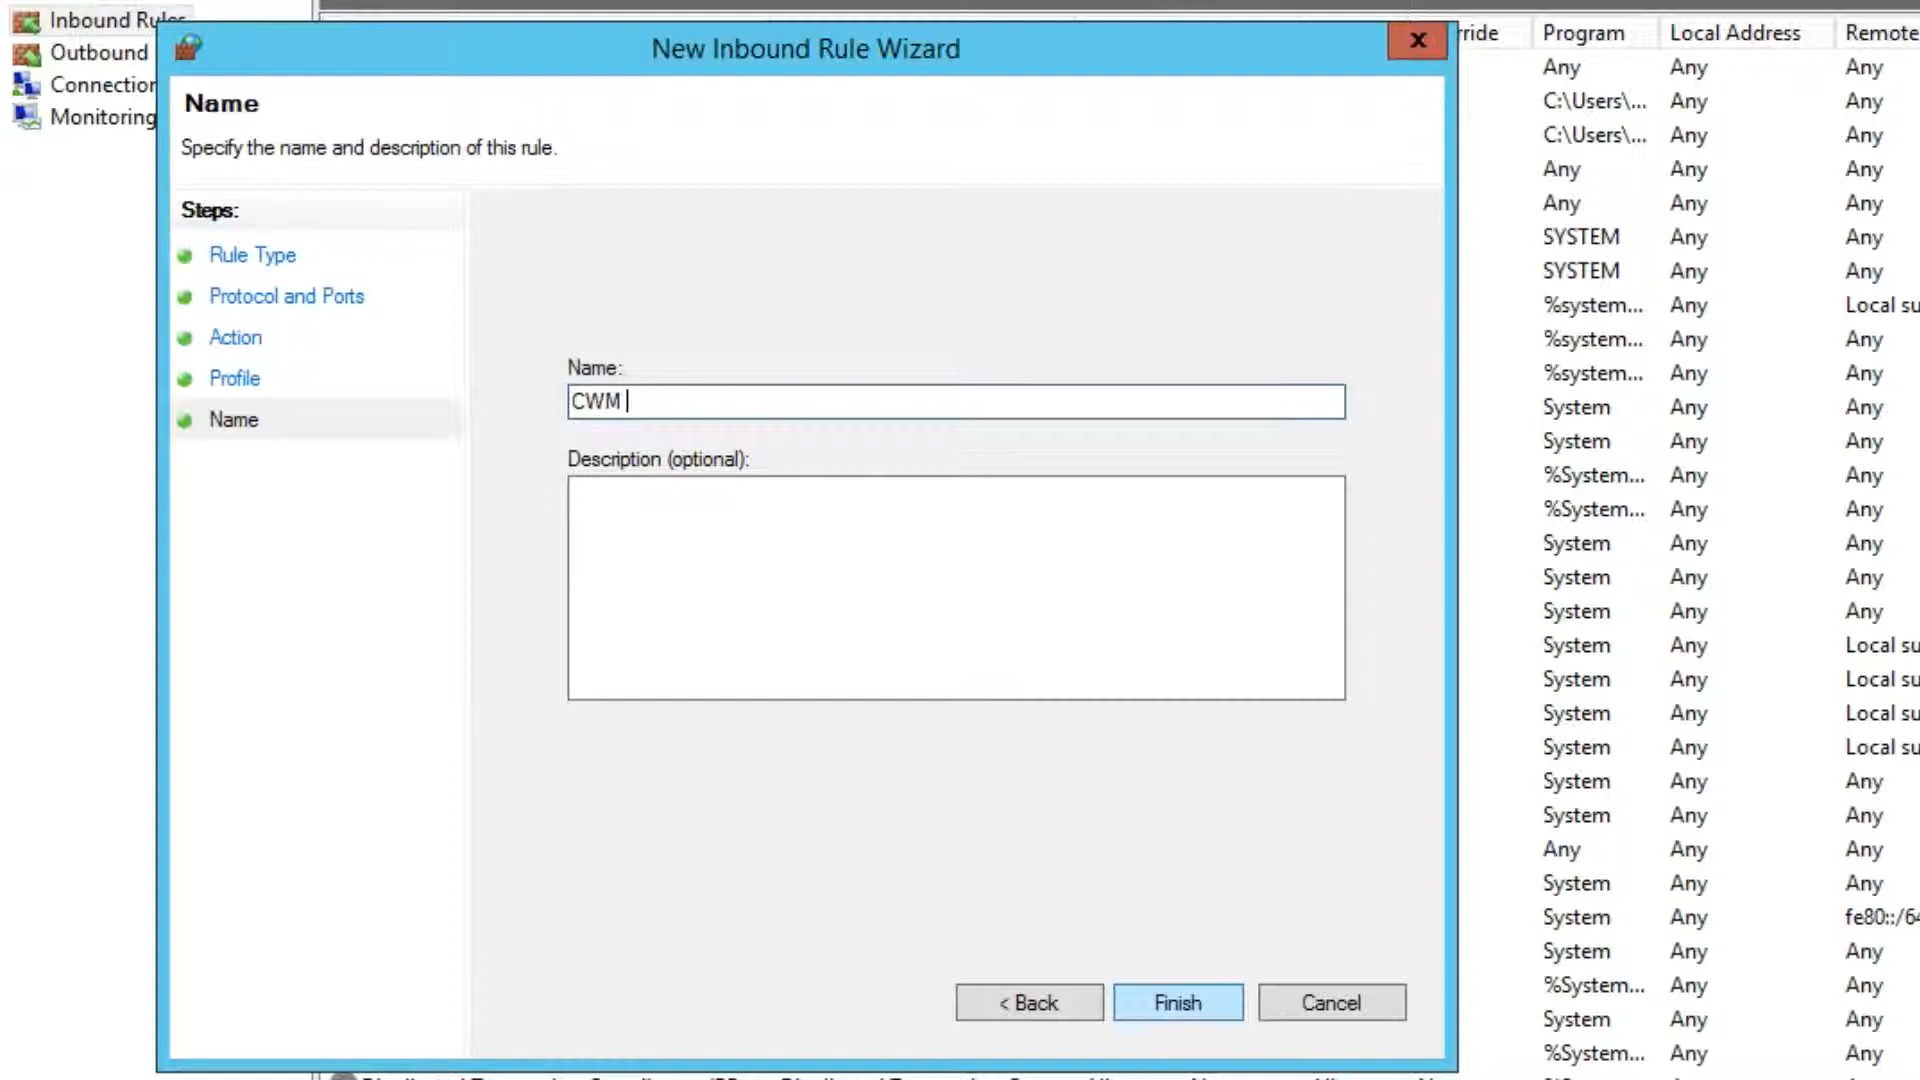 Inbound Rules
Outbound
Connection
Monitoring
New Inbound Rule Wizard
x
Name
Specify the name and description of this rule.
Steps:
Rule Type
Protocol and Ports
Action
Profile
Name
Name:
CWM
Description (optional):
< Back
Finish
Cancel
rride Program Local Address Remote
Any Any Any
C:\Users\... Any Any
C:\Users\... Any Any
Any Any Any
Any Any Any
SYSTEM Any Any
SYSTEM Any Any
%system... Any Local su
%system... Any Any
%system... Any Any
System Any Any
System Any Any
%System... Any Any
%System... Any Any
System Any Any
System Any Any
System Any Any
System Any Local su
System Any Local su
System Any Local su
System Any Local su
System Any Any
System Any Any
Any Any Any
System Any Any
System Any fe80::/64
System Any Any
%System... Any Any
System Any Any
%System... Any Any